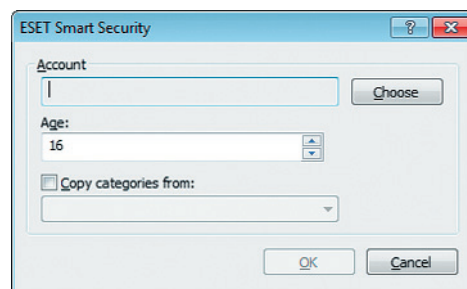 ESET Smart Security
?
Account
Choose
Age:
16
Copy categories from:
OK
Cancel